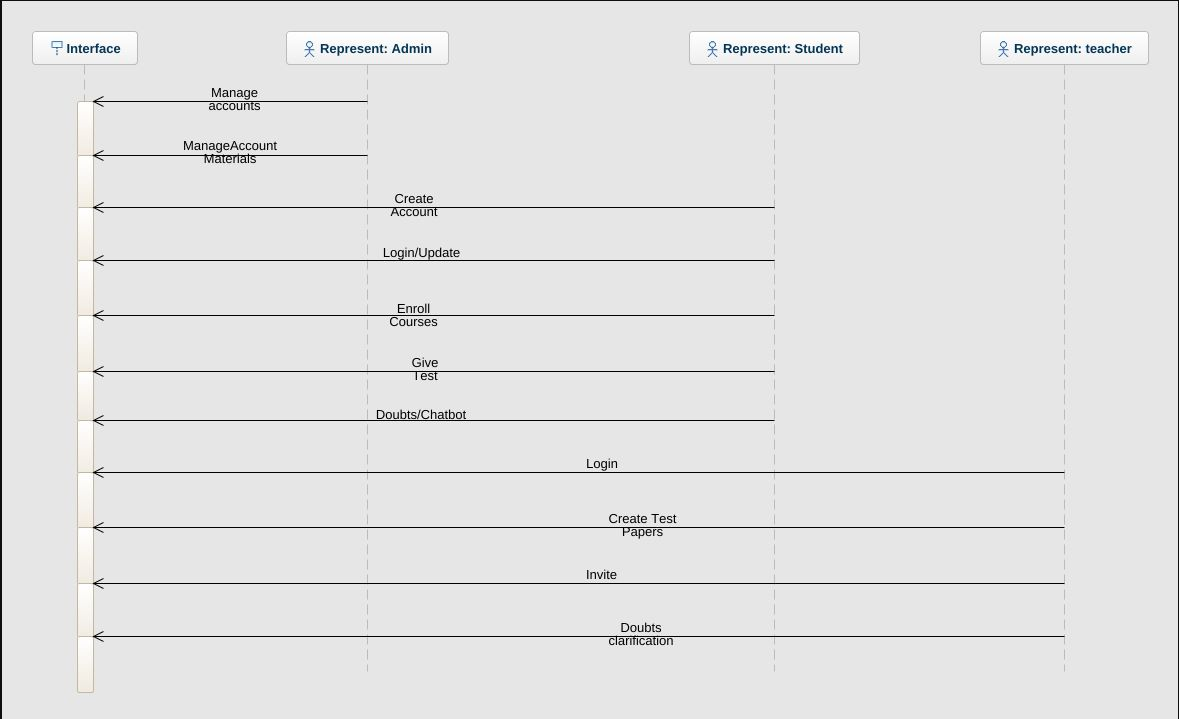 Interface
Represent: Admin
Represent: Student
Represent: teacher
Manage
accounts
ManageAccount
Materials
Create
Account
Login/Update
Enroll
Courses
Give
Test
Doubts/Chatbot
Login
Create Test
Papers
Invite
Doubts
clarification